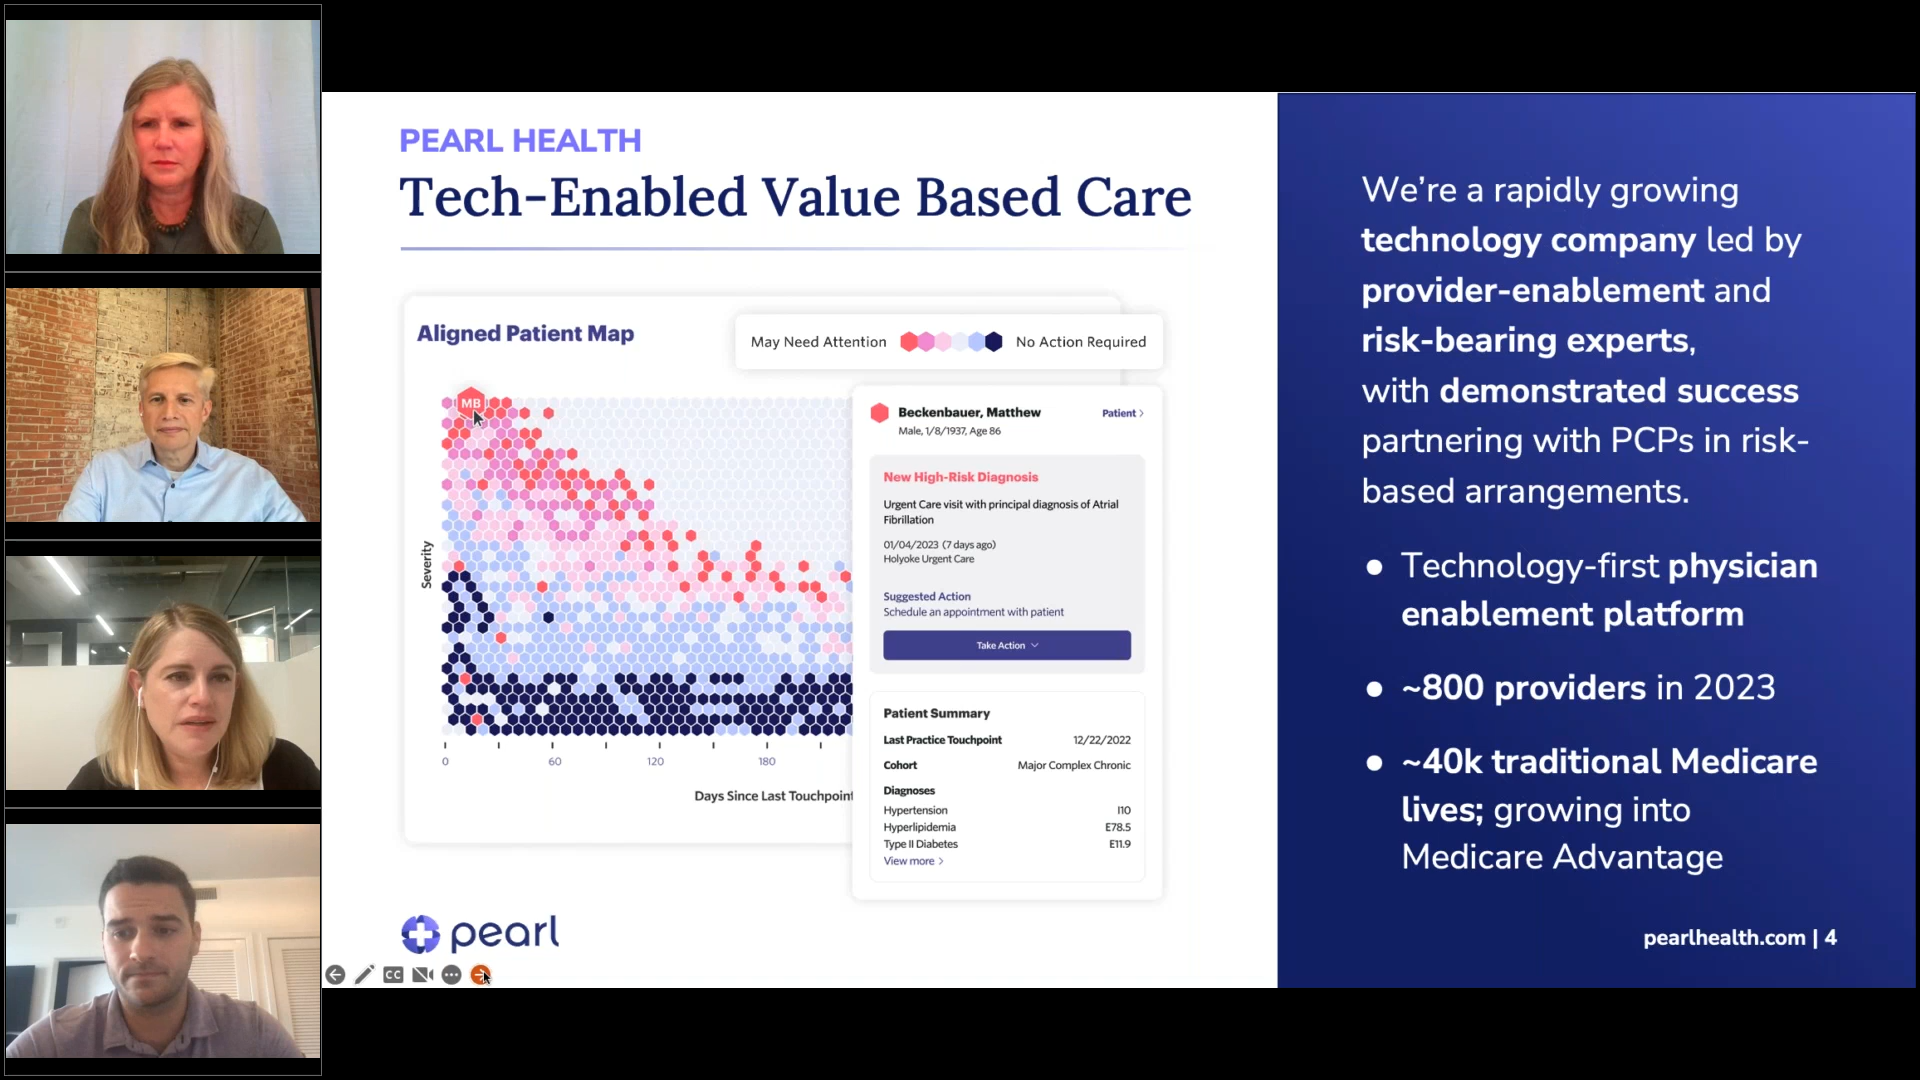 PEARL HEALTH
Tech-Enabled Value Based Care
Aligned Patient Map
May Need Attention
No Action Required
MB
Severity
0
60
120
180
Days Since Last Touchpoint
Beckenbauer, Matthew
Patient >
Male, 1/8/1937, Age 86
New High-Risk Diagnosis
Urgent Care visit with principal diagnosis of Atrial
Fibrillation
01/04/2023 (7 days ago)
Holyoke Urgent Care
Suggested Action
Schedule an appointment with patient
Take Action
Patient Summary
Last Practice Touchpoint 12/22/2022
Cohort Major Complex Chronic
Diagnoses
Hypertension I10
Hyperlipidemia E78.5
Type II Diabetes E11.9
View more >
pearl
CC
We're a rapidly growing
technology company led by
provider-enablement and
risk-bearing experts,
with demonstrated success
partnering with PCPs in risk-
based arrangements.
• Technology-first physician
enablement platform
• ~800 providers in 2023
• ~40k traditional Medicare
lives; growing into
Medicare Advantage
pearlhealth.com | 4